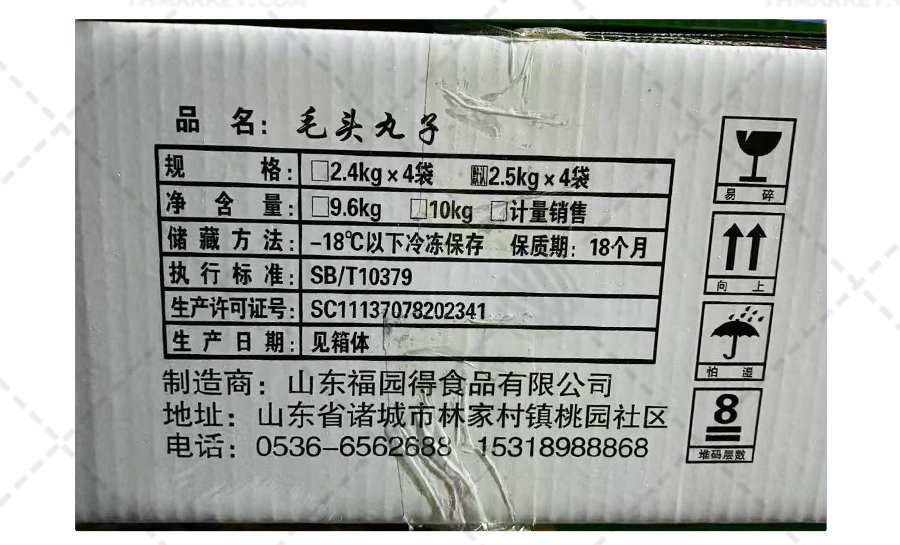 品 名: 毛头丸子
规 格: □2.4kg×4袋 2.5kg×4袋
净 含 量: □9.6kg □10kg □计量销售
储 藏 方 法: -18℃以下冷冻保存 保质期: 18个月
执 行 标 准: SB/T10379
生产许可证号: SC11137078202341
生 产 日 期: 见箱体
制造商: 山东福园得食品有限公司
地址: 山东省诸城市林家村镇桃园社区
电话: 0536-6562688 15318988868
易 碎
向 上
怕 湿
8
堆码层数